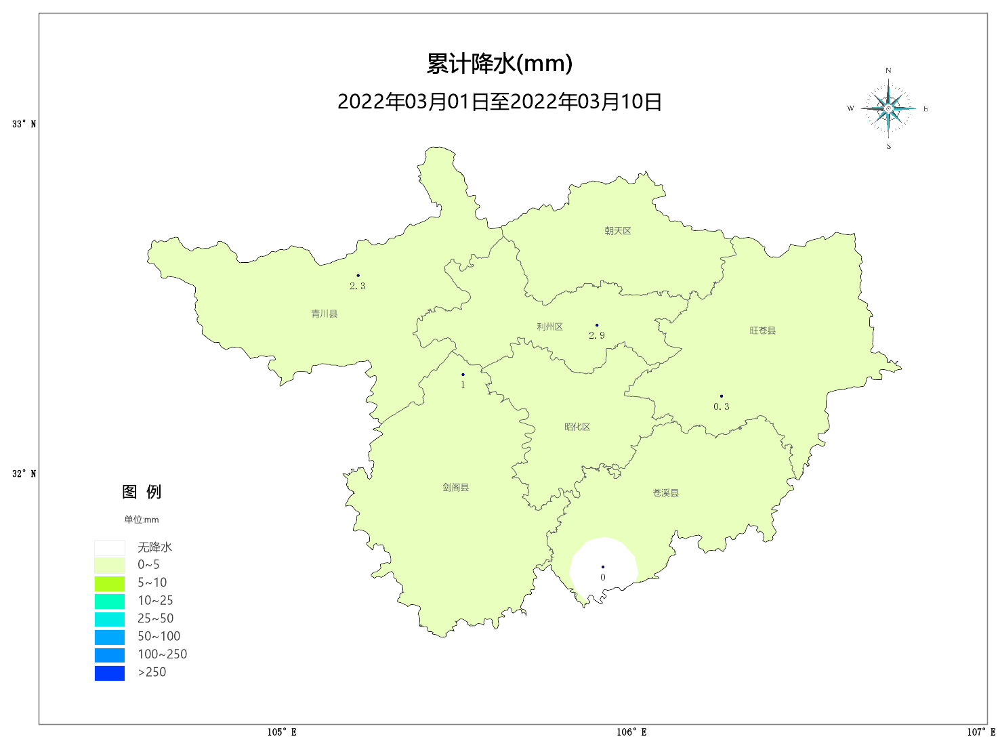 累计降水(mm)
2022年03月01日至2022年03月10日
N
W
E
S
33° N
朝天区
2.3
青川县
利州区
2.9
旺苍县
1
0.3
昭化区
32° N
剑阁县
苍溪县
0
图 例
单位:mm
无降水
0~5
5~10
10~25
25~50
50~100
100~250
>250
105° E
106° E
107° E